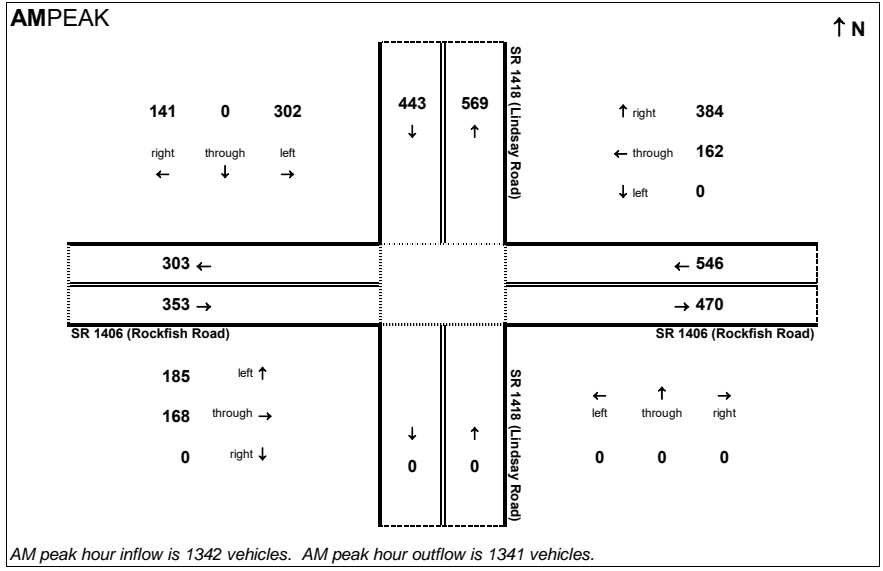 AMPEAK
↑ N
141 0 302
right through left
← ↓ →
443 569
↓ ↑
SR 1418 (Lindsay Road)
↑ right 384
← through 162
↓ left 0
303 ←
353 →
← 546
→ 470
SR 1406 (Rockfish Road)
SR 1406 (Rockfish Road)
185 left ↑
168 through →
0 right ↓
↓ ↑
0 0
SR 1418 (Lindsay Road)
← ↑ →
left through right
0 0 0
AM peak hour inflow is 1342 vehicles. AM peak hour outflow is 1341 vehicles.